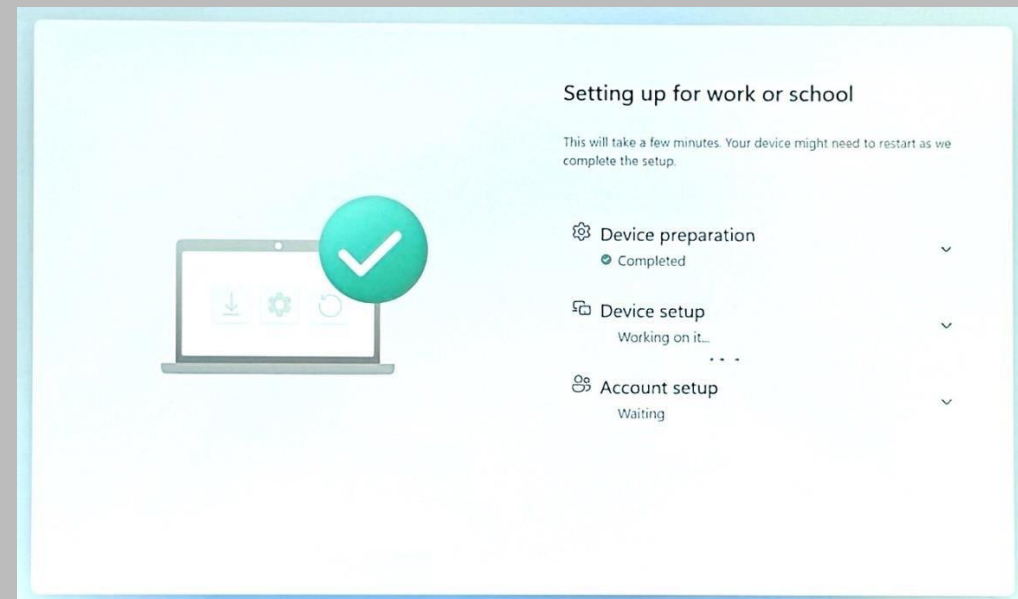 Setting up for work or school
This will take a few minutes. Your device might need to restart as we
complete the setup.
Device preparation
Completed
Device setup
Working on it...
Account setup
Waiting